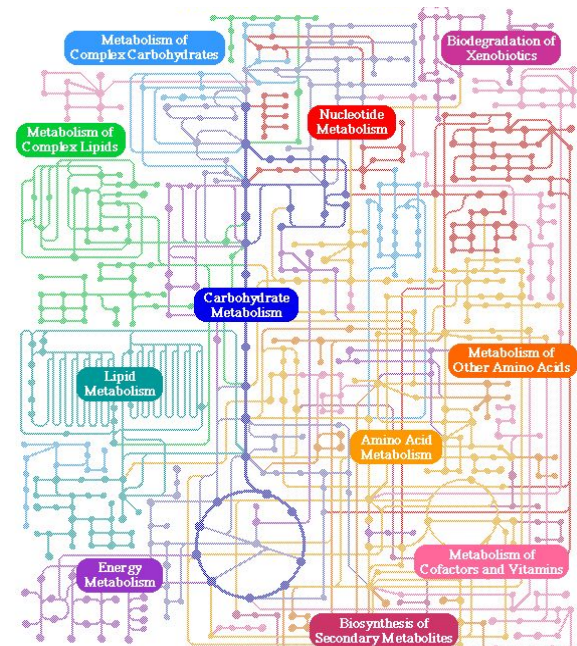 Metabolism of
Complex Carbohydrates
Biodegradation of
Xenobiotics
Nucleotide
Metabolism
Metabolism of
Complex Lipids
Carbohydrate
Metabolism
Metabolism of
Other Amino Acids
Lipid
Metabolism
Amino Acid
Metabolism
Energy
Metabolism
Metabolism of
Cofactors and Vitamins
Biosynthesis of
Secondary Metabolites